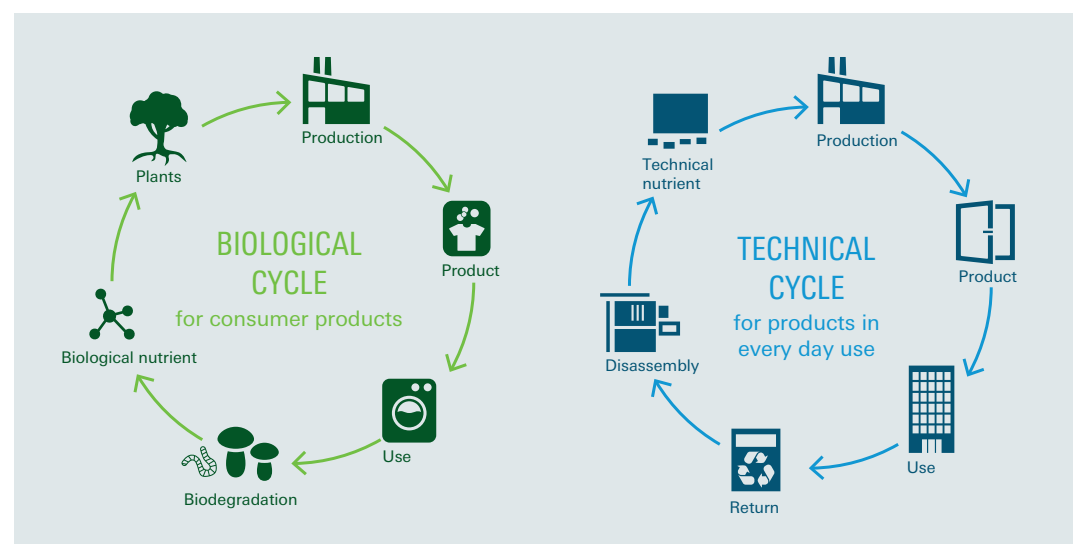 Production
Plants
Product
BIOLOGICAL
CYCLE
for consumer products
Biological nutrient
Use
Biodegradation
Production
Technical
nutrient
Product
TECHNICAL
CYCLE
for products in
every day use
Disassembly
Use
Return